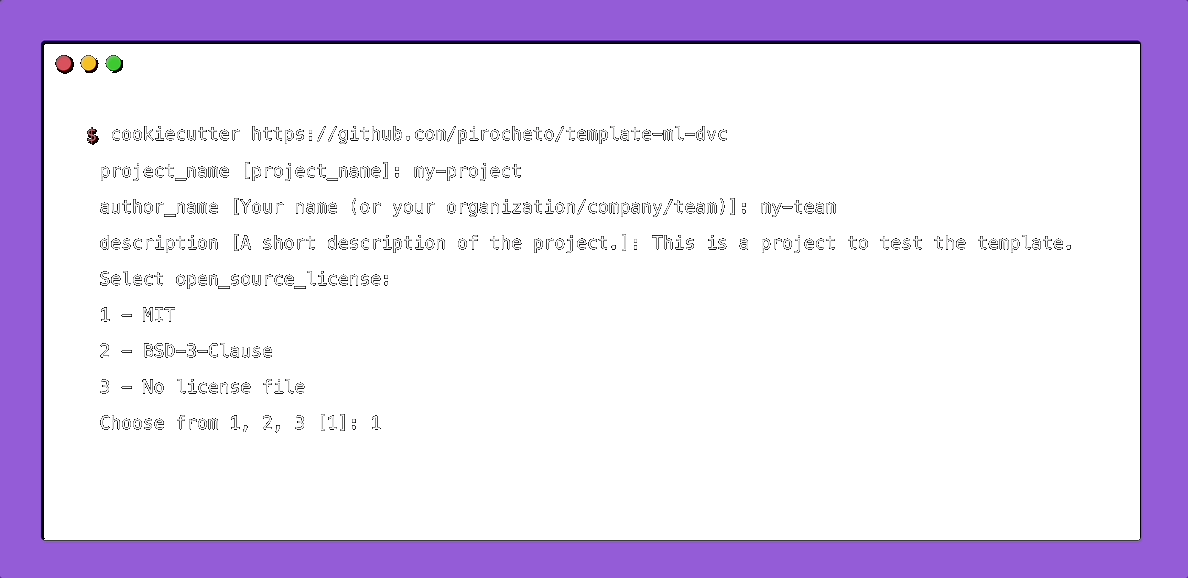 $ cookiecutter https://github.com/pirocheto/template-ml-dvc
project_name [project_name]: my-project
author_name [Your name (or your organization/company/team)]: my-team
description [A short description of the project.]: This is a project to test the template.
Select open_source_license:
1 - MIT
2 - BSD-3-Clause
3 - No license file
Choose from 1, 2, 3 [1]: 1